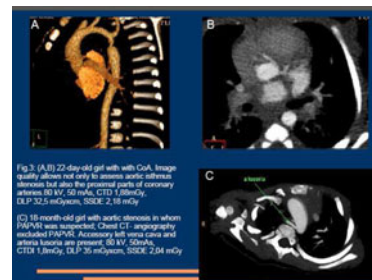 A
B
Fig.3: (A,B) 22-day-old girl with with CoA. Image
quality allows not only to assess aortic isthmus
stenosis but also the proximal parts of coronary
arteries.80 kV, 50 mAs, CTD 1,88mGy,
DLP 32,5 mGyxcm, SSDE 2,18 mGy
(C) 18-month-old girl with aortic stenosis in whom
PAPVR was suspected; Chest CT- angiography
excluded PAPVR. Accessory left vena cava and
arteria lusoria are present; 80 kV, 50mAs,
CTDI 1,8mGy, DLP 35 mGyxcm, SSDE 2,04 mGy
C
a lusoria